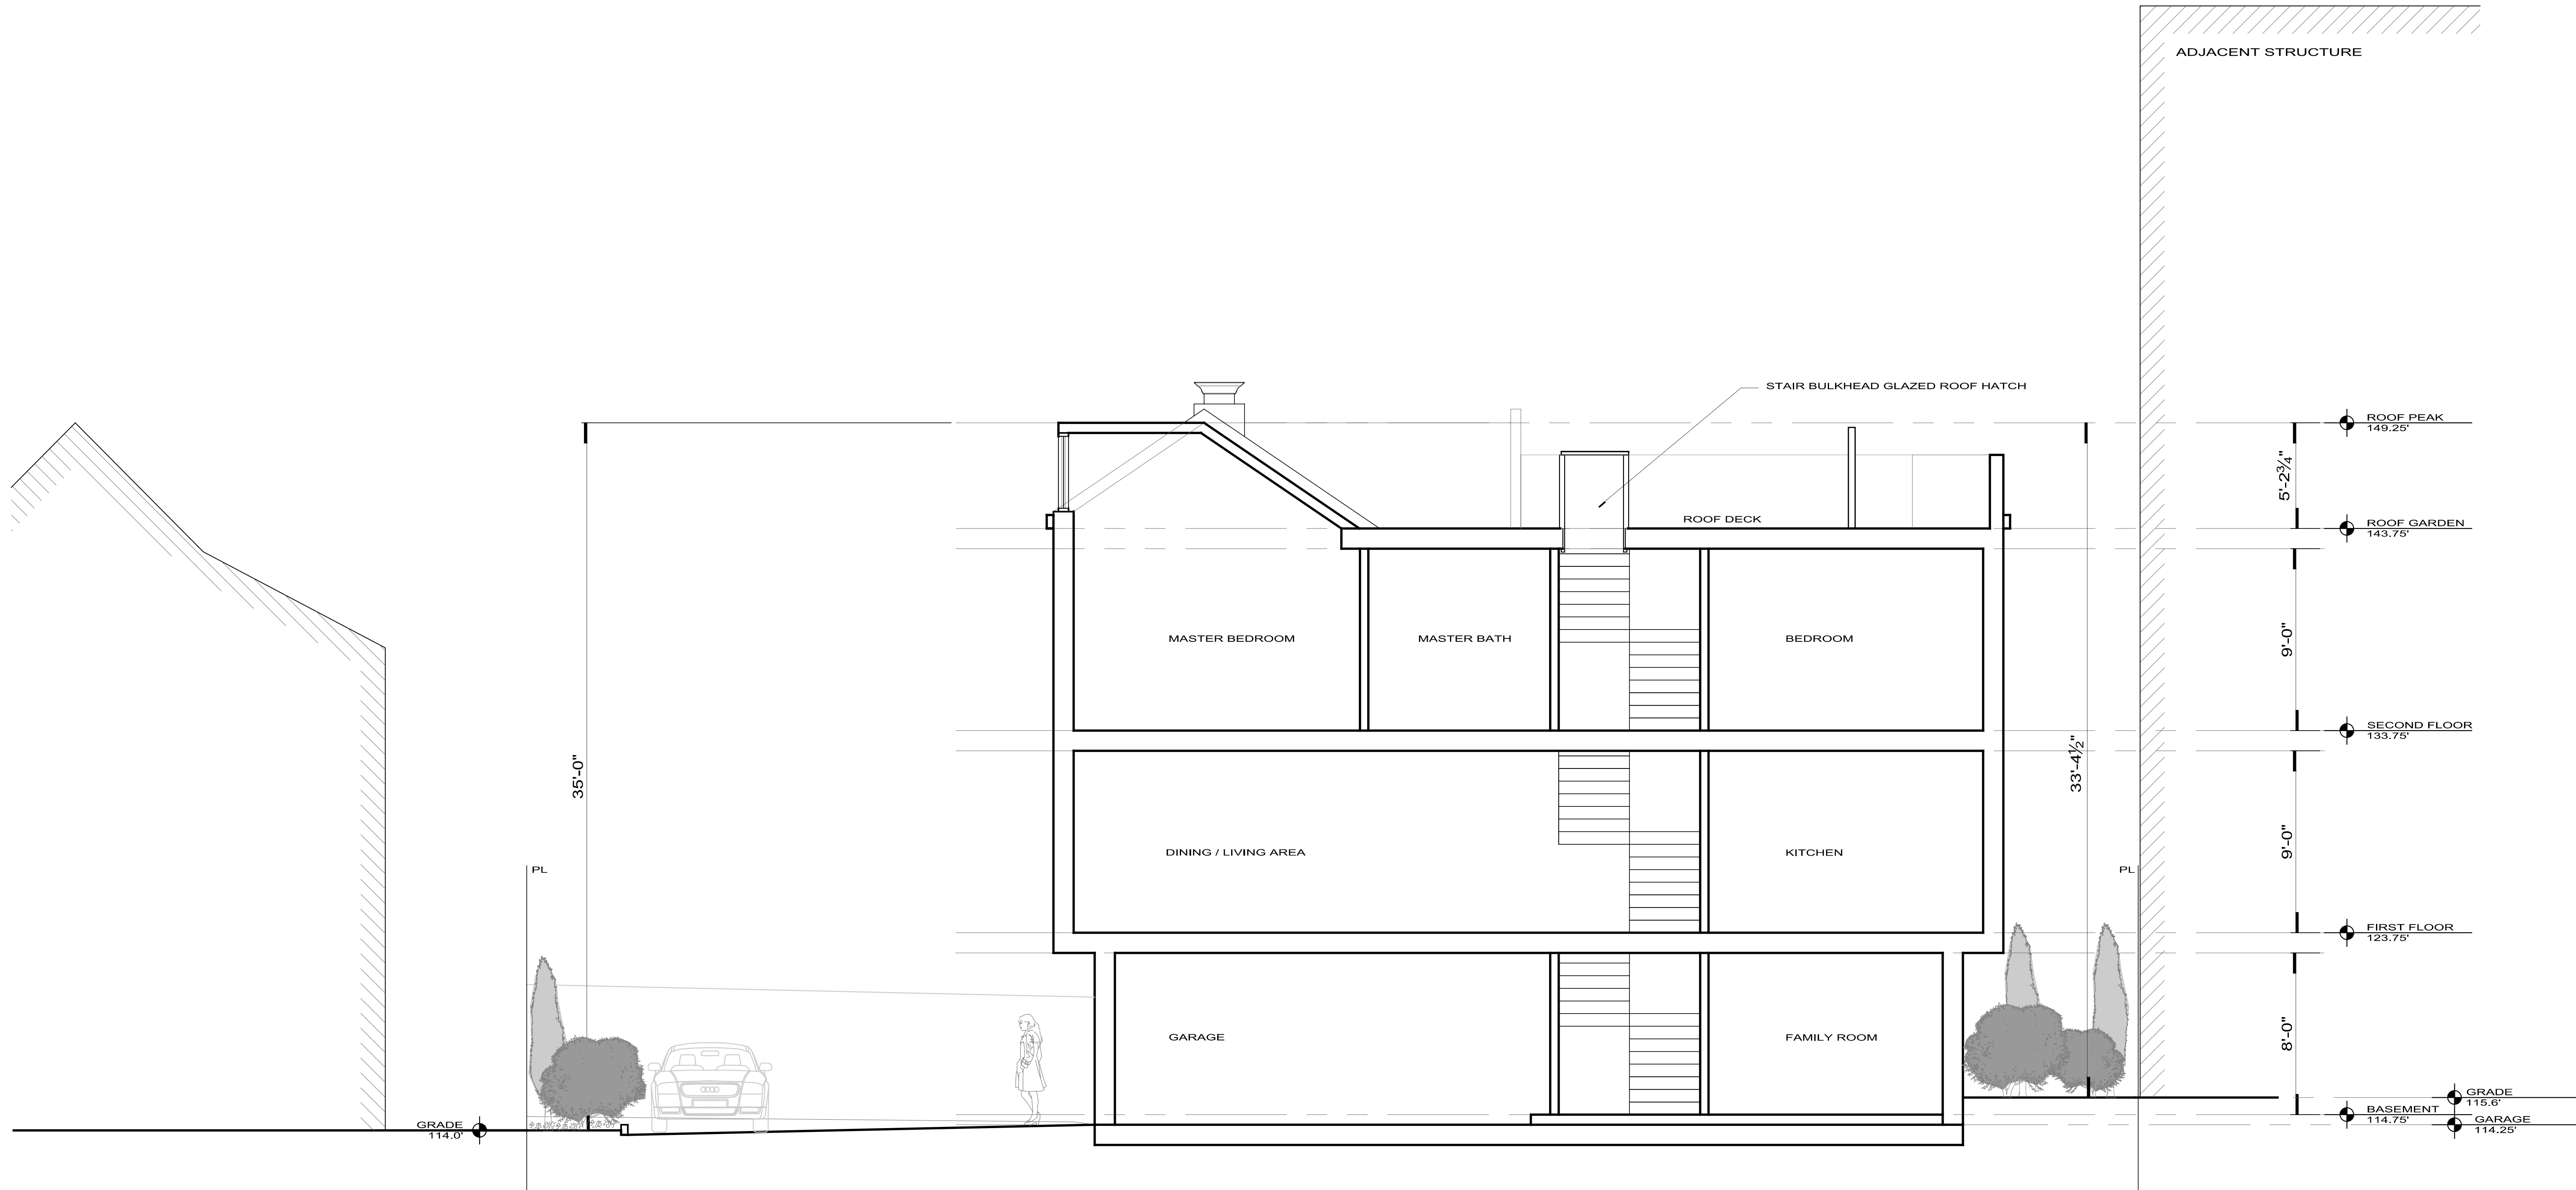 ADJACENT STRUCTURE
STAIR BULKHEAD GLAZED ROOF HATCH
ROOF PEAK
149.25'
5'-2¾"
ROOF DECK
ROOF GARDEN
143.75'
MASTER BEDROOM
MASTER BATH
BEDROOM
9'-0"
SECOND FLOOR
133.75'
35'-0"
33'-4½"
DINING / LIVING AREA
KITCHEN
9'-0"
PL
PL
FIRST FLOOR
123.75'
GARAGE
FAMILY ROOM
8'-0"
GRADE
115.6'
BASEMENT
114.75'
GARAGE
114.25'
GRADE
114.0'